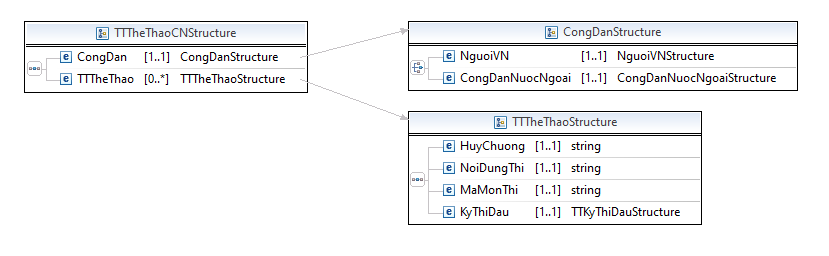 TTTheThaoCNStructure
CongDan [1..1] CongDanStructure
TTTheThao [0..*] TTTheThaoStructure
CongDanStructure
NguoiVN [1..1] NguoiVNStructure
CongDanNuocNgoai [1..1] CongDanNuocNgoaiStructure
TTTheThaoStructure
HuyChuong [1..1] string
NoiDungThi [1..1] string
MaMonThi [1..1] string
KyThiDau [1..1] TTKyThiDauStructure